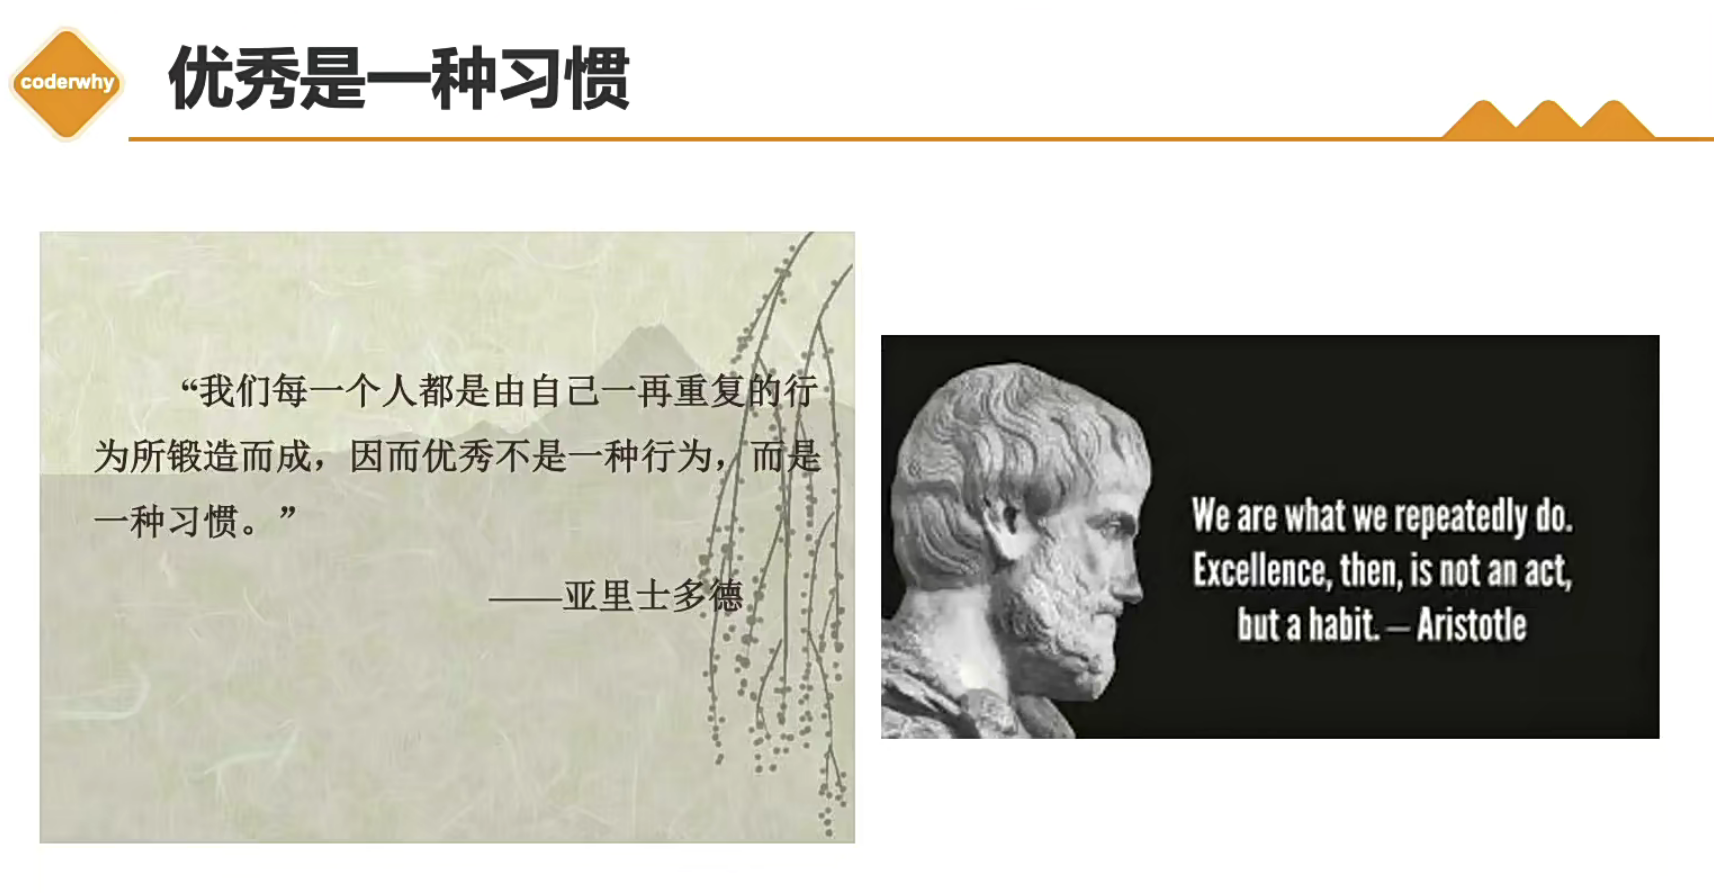 coderwhy
优秀是一种习惯
“我们每一个人都是由自己一再重复的行
为所锻造而成，因而优秀不是一种行为，而是
一种习惯。”
——亚里士多德
We are what we repeatedly do.
Excellence, then, is not an act,
but a habit. – Aristotle